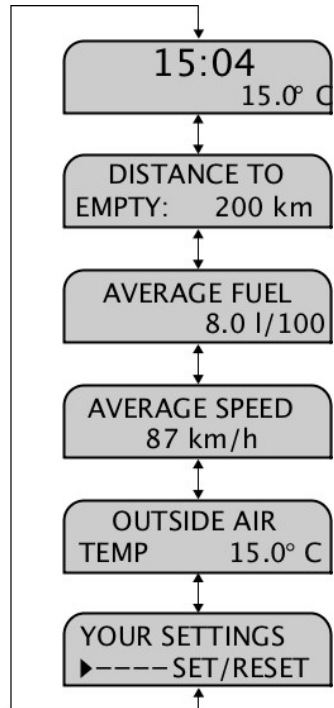 15:04
15.0° C
DISTANCE TO
EMPTY: 200 km
AVERAGE FUEL
8.0 l/100
AVERAGE SPEED
87 km/h
OUTSIDE AIR
TEMP 15.0° C
YOUR SETTINGS
▶----SET/RESET